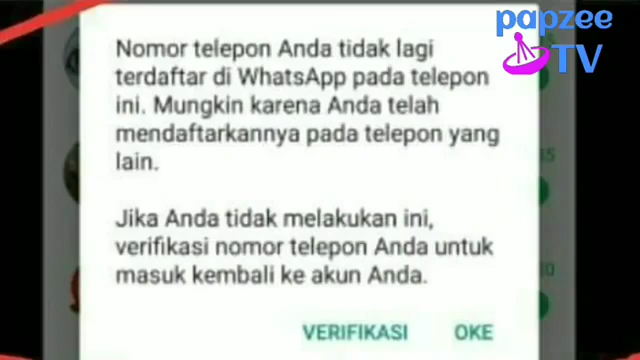 papzee
TV
Nomor telepon Anda tidak lagi
terdaftar di WhatsApp pada telepon
ini. Mungkin karena Anda telah
mendaftarkannya pada telepon yang
lain.
Jika Anda tidak melakukan ini,
verifikasi nomor telepon Anda untuk
masuk kembali ke akun Anda.
VERIFIKASI OKE